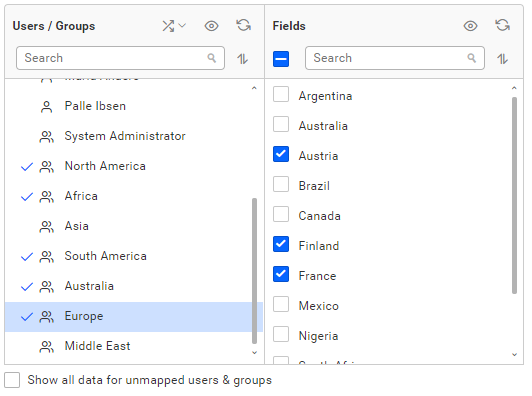 Users / Groups
Search
Palle Ibsen
System Administrator
North America
Africa
Asia
South America
Australia
Europe
Middle East
Fields
Search
Argentina
Australia
Austria
Brazil
Canada
Finland
France
Mexico
Nigeria
Show all data for unmapped users & groups